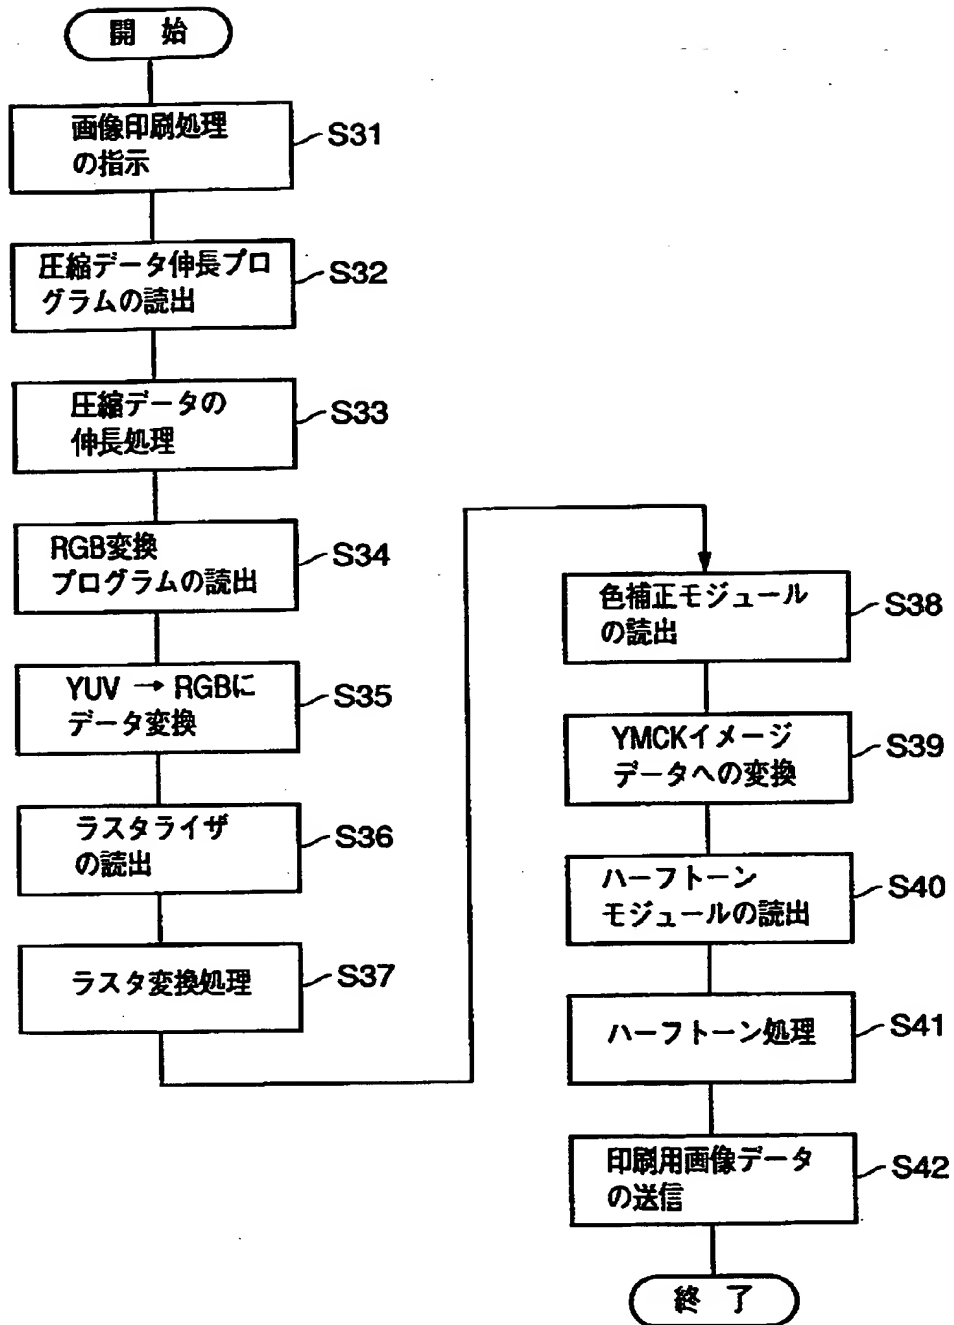 開 始
画像印刷処理
の指示
S31
圧縮データ伸長プロ
グラムの読出
S32
圧縮データの
伸長処理
S33
RGB変換
プログラムの読出
S34
YUV → RGBに
データ変換
S35
ラスタライザ
の読出
S36
ラスタ変換処理
S37
色補正モジュール
の読出
S38
YMCKイメージ
データへの変換
S39
ハーフトーン
モジュールの読出
S40
ハーフトーン処理
S41
印刷用画像データ
の送信
S42
終 了